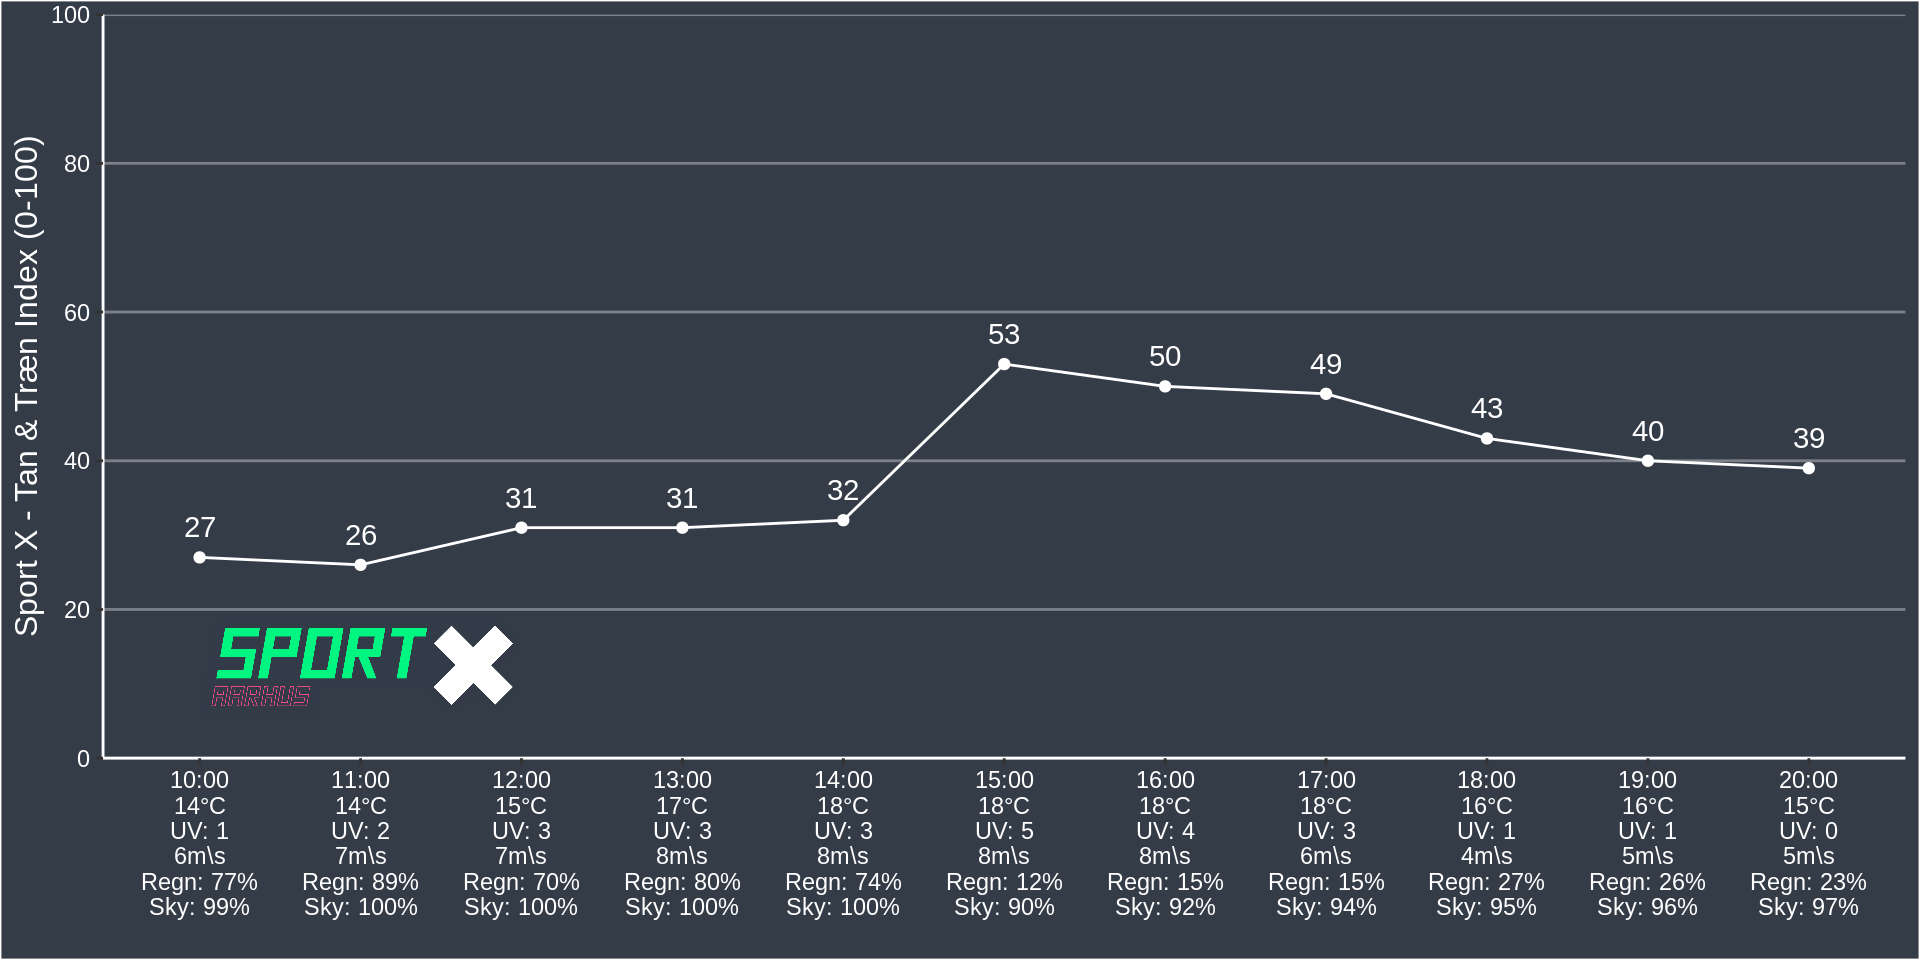 Sport X - Tan & Træn Index (0-100)
100
80
60
40
20
0
27
26
31
31
32
53
50
49
43
40
39
SPORT X
AARHUS
10:00 11:00 12:00 13:00 14:00 15:00 16:00 17:00 18:00 19:00 20:00
14°C 14°C 15°C 17°C 18°C 18°C 18°C 18°C 16°C 16°C 15°C
UV: 1 UV: 2 UV: 3 UV: 3 UV: 3 UV: 5 UV: 4 UV: 3 UV: 1 UV: 1 UV: 0
6m\s 7m\s 7m\s 8m\s 8m\s 8m\s 8m\s 6m\s 4m\s 5m\s 5m\s
Regn: 77% Regn: 89% Regn: 70% Regn: 80% Regn: 74% Regn: 12% Regn: 15% Regn: 15% Regn: 27% Regn: 26% Regn: 23%
Sky: 99% Sky: 100% Sky: 100% Sky: 100% Sky: 100% Sky: 90% Sky: 92% Sky: 94% Sky: 95% Sky: 96% Sky: 97%